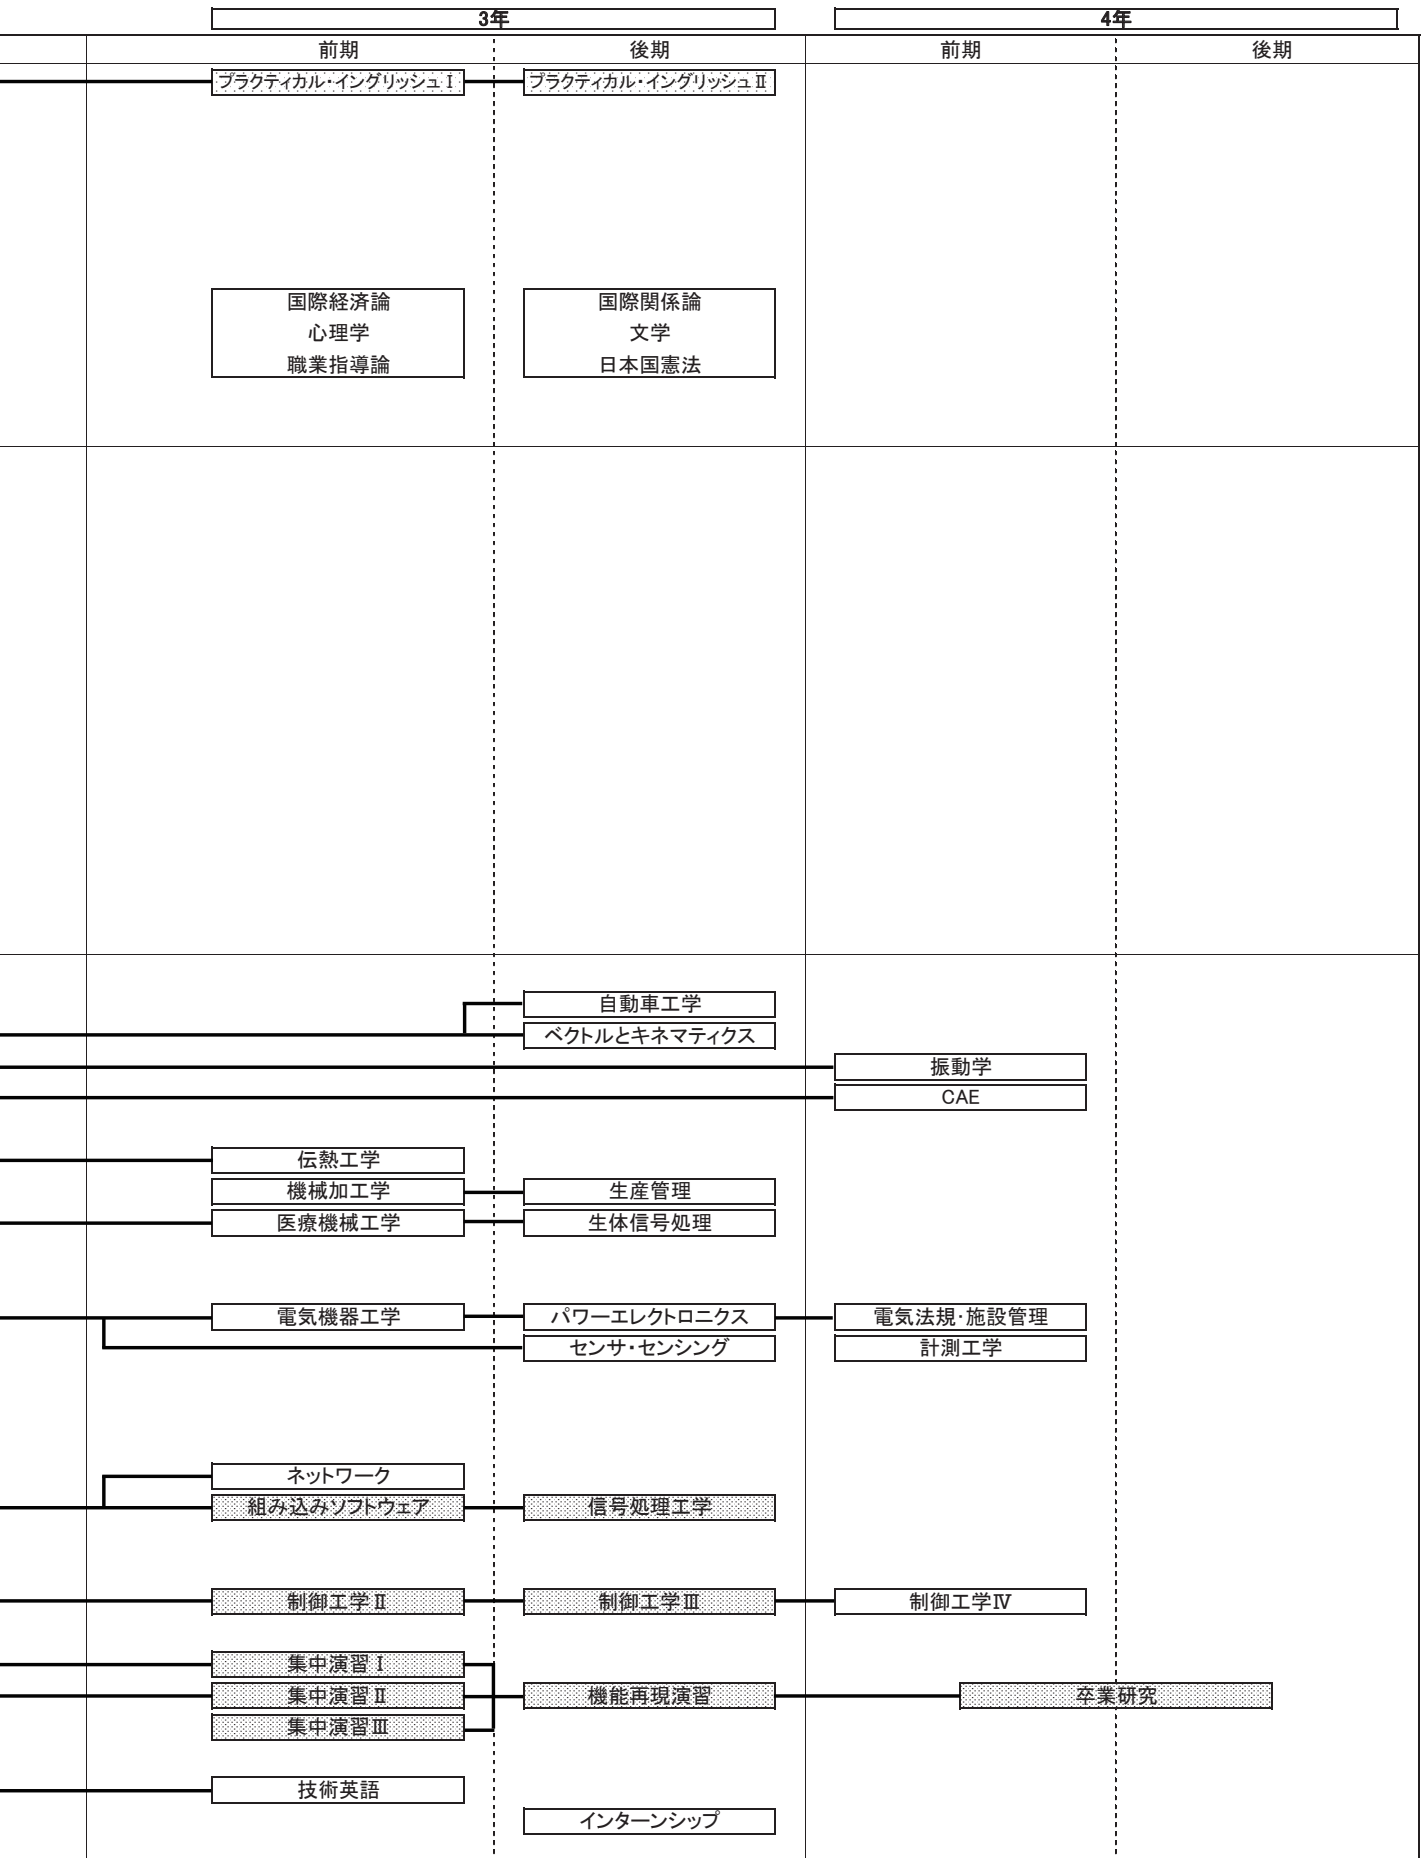 3年 4年
前期 後期 前期 後期
プラクティカル・イングリッシュⅠ プラクティカル・イングリッシュⅡ
国際経済論 国際関係論
心理学 文学
職業指導論 日本国憲法
自動車工学
ベクトルとキネマティクス
振動学
CAE
伝熱工学
機械加工学 生産管理
医療機械工学 生体信号処理
電気機器工学 パワーエレクトロニクス 電気法規・施設管理
センサ・センシング 計測工学
ネットワーク
組み込みソフトウェア 信号処理工学
制御工学Ⅱ 制御工学Ⅲ 制御工学Ⅳ
集中演習Ⅰ
集中演習Ⅱ 機能再現演習 卒業研究
集中演習Ⅲ
技術英語
インターンシップ